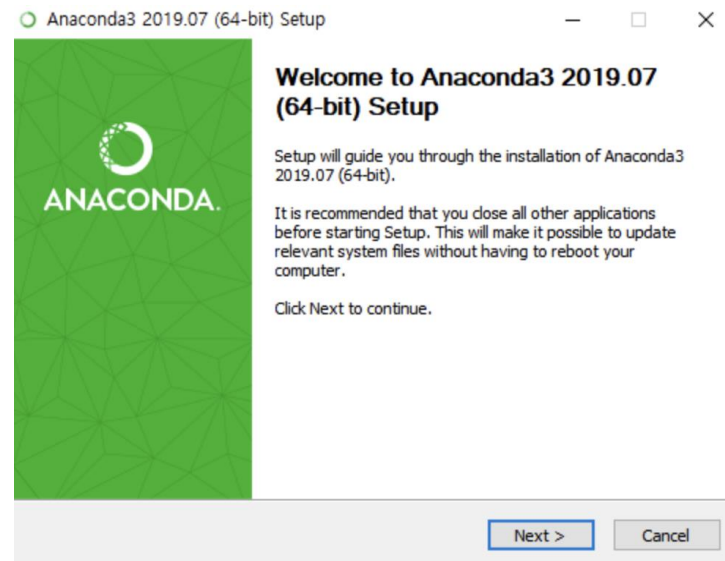 Anaconda3 2019.07 (64-bit) Setup
ANACONDA.
Welcome to Anaconda3 2019.07
(64-bit) Setup
Setup will guide you through the installation of Anaconda3
2019.07 (64-bit).
It is recommended that you close all other applications
before starting Setup. This will make it possible to update
relevant system files without having to reboot your
computer.
Click Next to continue.
Next >
Cancel